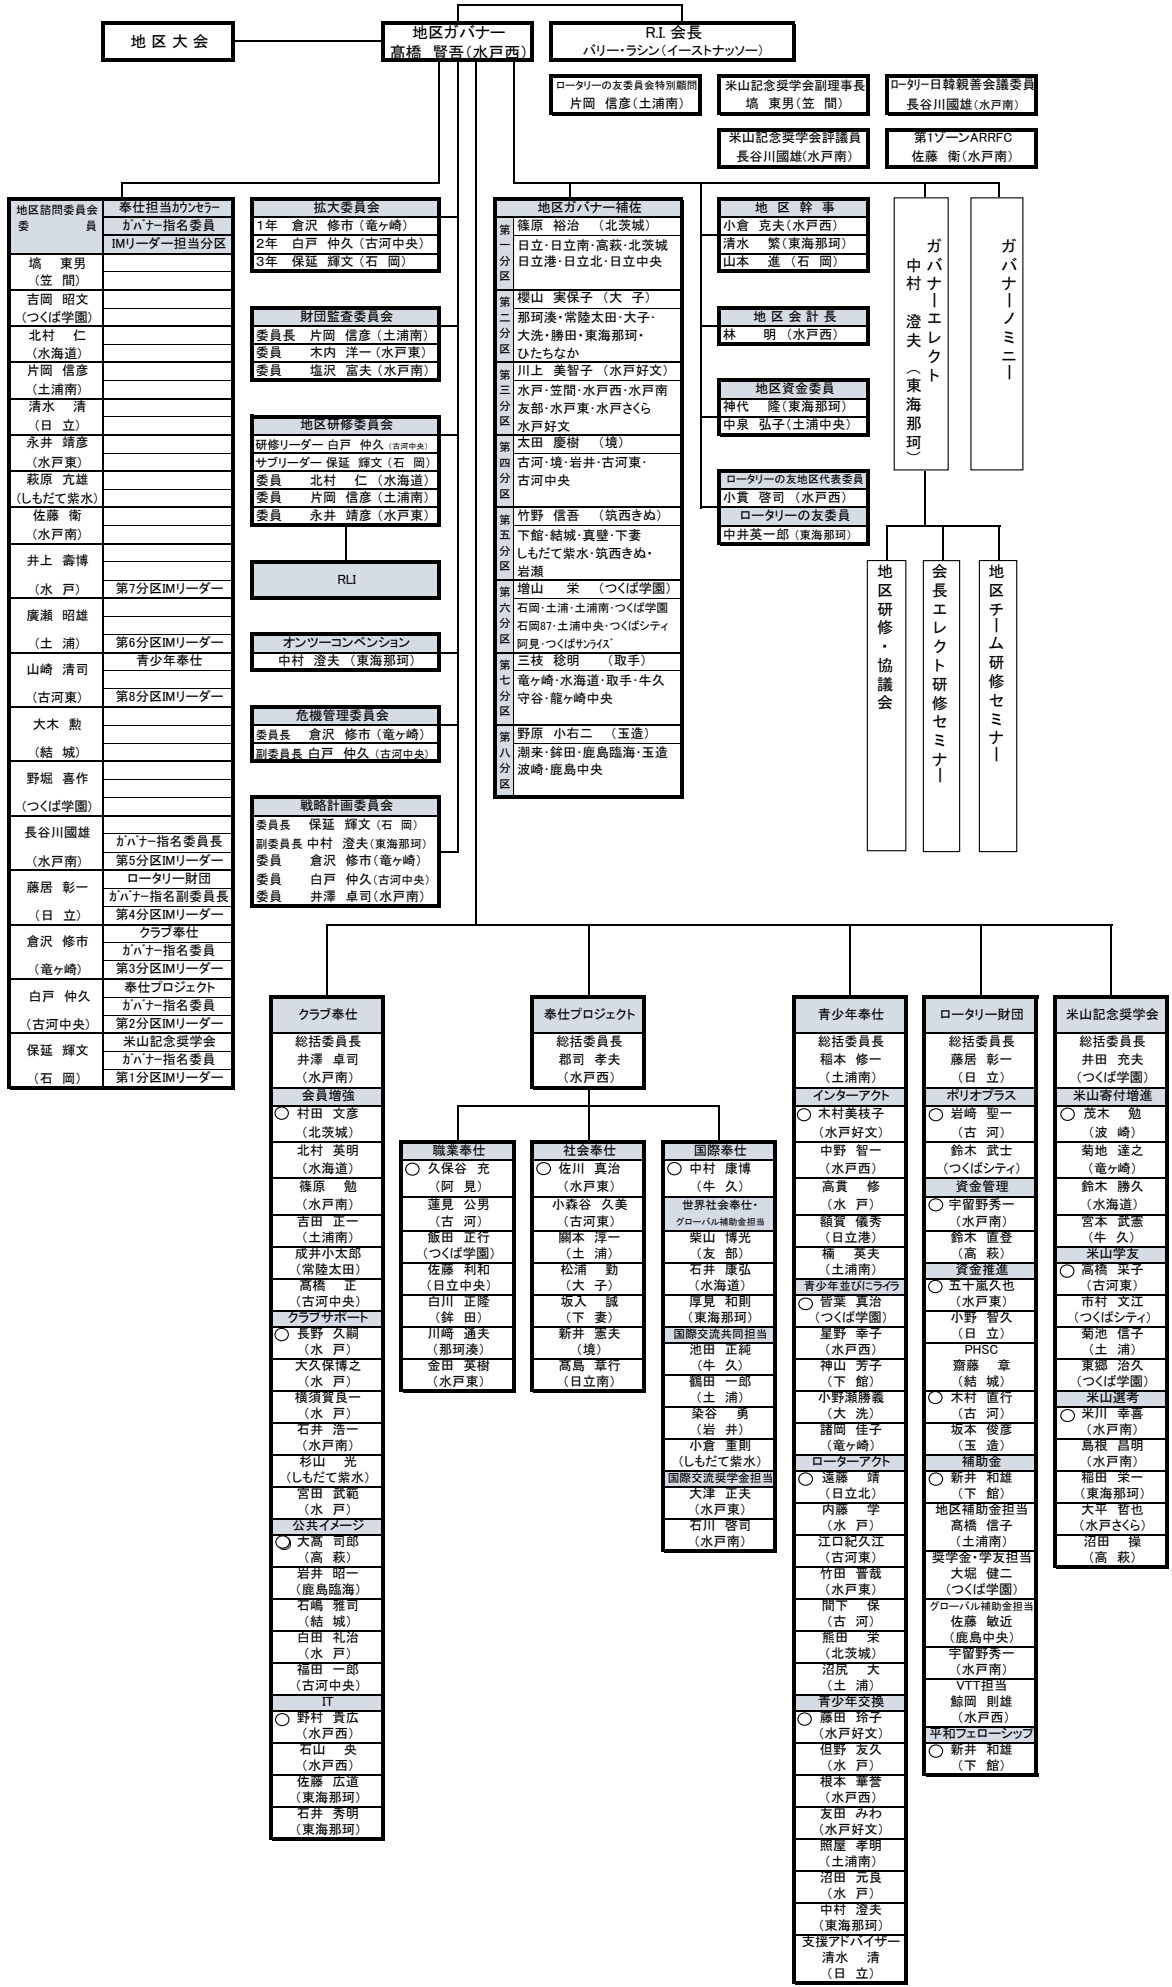 地 区 大 会
地区ガバナー
髙橋 賢吾(水戸西)
R.I. 会長
バリー・ラシン(イーストナッソー)
ロータリーの友委員会特別顧問
片岡 信彦(土浦南)
米山記念奨学会副理事長
塙 東男(笠 間)
ロータリー日韓親善会議委員
長谷川國雄(水戸南)
米山記念奨学会評議員
長谷川國雄(水戸南)
第1ゾーンARRFC
佐藤 衛(水戸南)
地区諮問委員会
委 員
奉仕担当カウンセラー
ガバナー指名委員
IMリーダー担当分区
塙 東男
(笠 間)
吉岡 昭文
(つくば学園)
北村 仁
(水海道)
片岡 信彦
(土浦南)
清水 清
(日 立)
永井 靖彦
(水戸東)
萩原 亢雄
(しもだて紫水)
佐藤 衛
(水戸南)
井上 壽博
(水 戸)
第7分区IMリーダー
廣瀬 昭雄
(土 浦)
第6分区IMリーダー
山崎 清司
(古河東)
青少年奉仕
第8分区IMリーダー
大木 勲
(結 城)
野堀 喜作
(つくば学園)
長谷川國雄
(水戸南)
ガバナー指名委員長
第5分区IMリーダー
藤居 彰一
(日 立)
ロータリー財団
ガバナー指名副委員長
第4分区IMリーダー
倉沢 修市
(竜ヶ崎)
クラブ奉仕
ガバナー指名委員
第3分区IMリーダー
白戸 仲久
(古河中央)
奉仕プロジェクト
ガバナー指名委員
第2分区IMリーダー
保延 輝文
(石 岡)
米山記念奨学会
ガバナー指名委員
第1分区IMリーダー
拡大委員会
1年 倉沢 修市(竜ヶ崎)
2年 白戸 仲久(古河中央)
3年 保延 輝文(石 岡)
財団監査委員会
委員長 片岡 信彦(土浦南)
委員 木内 洋一(水戸東)
委員 塩沢 富夫(水戸南)
地区研修委員会
研修リーダー 白戸 仲久(古河中央)
サブリーダー 保延 輝文(石 岡)
委員 北村 仁(水海道)
委員 片岡 信彦(土浦南)
委員 永井 靖彦(水戸東)
RLI
オンツーコンベンション
中村 澄夫(東海那珂)
危機管理委員会
委員長 倉沢 修市(竜ヶ崎)
副委員長 白戸 仲久(古河中央)
戦略計画委員会
委員長 保延 輝文(石 岡)
副委員長 中村 澄夫(東海那珂)
委員 倉沢 修市(竜ヶ崎)
委員 白戸 仲久(古河中央)
委員 井澤 卓司(水戸南)
地区ガバナー補佐
第一分区
篠原 裕治 (北茨城)
日立・日立南・高萩・北茨城
日立港・日立北・日立中央
第二分区
櫻山 実保子 (大 子)
那珂湊・常陸太田・大子・
大洗・勝田・東海那珂・
ひたちなか
第三分区
川上 美智子 (水戸好文)
水戸・笠間・水戸西・水戸南
友部・水戸東・水戸さくら
水戸好文
第四分区
太田 慶樹 (境)
古河・境・岩井・古河東・
古河中央
第五分区
竹野 信吾 (筑西きぬ)
下館・結城・真壁・下妻
しもだて紫水・筑西きぬ・
岩瀬
第六分区
増山 栄 (つくば学園)
石岡・土浦・土浦南・つくば学園
石岡87・土浦中央・つくばシティ
阿見・つくばサンライズ
第七分区
三枝 稔明 (取手)
竜ヶ崎・水海道・取手・牛久
守谷・龍ヶ崎中央
第八分区
野原 小右二 (玉造)
潮来・鉾田・鹿島臨海・玉造
波崎・鹿島中央
地 区 幹 事
小倉 克夫(水戸西)
清水 繁(東海那珂)
山本 進 (石 岡)
地 区 会 計 長
林 明 (水戸西)
地区資金委員
神代 隆(東海那珂)
中泉 弘子(土浦中央)
ロータリーの友地区代表委員
小貫 啓司 (水戸西)
ロータリーの友委員
中井英一郎(東海那珂)
ガバナーエレクト
中村 澄夫(東海那珂)
ガバナーノミニー
地区研修・協議会
会長エレクト研修セミナー
地区チーム研修セミナー
クラブ奉仕
総括委員長
井澤 卓司
(水戸南)
会員増強
○ 村田 文彦
(北茨城)
北村 英明
(水海道)
篠原 勉
(水戸南)
吉田 正一
(土浦南)
成井小太郎
(常陸太田)
髙橋 正
(古河中央)
クラブサポート
○ 長野 久嗣
(水 戸)
大久保博之
(水 戸)
横須賀良一
(水 戸)
石井 浩一
(水戸南)
杉山 光
(しもだて紫水)
宮田 武範
(水 戸)
公共イメージ
○ 大高 司郎
(高 萩)
岩井 昭一
(鹿島臨海)
石嶋 雅司
(結 城)
白田 礼治
(水 戸)
福田 一郎
(古河中央)
IT
○ 野村 貴広
(水戸西)
石山 央
(水戸西)
佐藤 広道
(東海那珂)
石井 秀明
(東海那珂)
奉仕プロジェクト
総括委員長
郡司 孝夫
(水戸西)
職業奉仕
○ 久保谷 充
(阿 見)
蓮見 公男
(古 河)
飯田 正行
(つくば学園)
佐藤 利和
(日立中央)
白川 正隆
(鉾 田)
川﨑 通夫
(那珂湊)
金田 英樹
(水戸東)
社会奉仕
○ 佐川 真治
(水戸東)
小森谷 久美
(古河東)
關本 淳一
(土 浦)
松浦 勤
(大 子)
坂入 誠
(下 妻)
新井 憲夫
(境)
髙島 章行
(日立南)
国際奉仕
○ 中村 康博
(牛 久)
世界社会奉仕・
グローバル補助金担当
柴山 博光
(友 部)
石井 康弘
(水海道)
厚見 和則
(東海那珂)
国際交流共同担当
池田 正純
(牛 久)
鶴田 一郎
(土 浦)
染谷 勇
(岩 井)
小倉 重則
(しもだて紫水)
国際交流奨学金担当
大津 正夫
(水戸東)
石川 啓司
(水戸南)
青少年奉仕
総括委員長
稲本 修一
(土浦南)
インターアクト
○ 木村美枝子
(水戸好文)
中野 智一
(水戸西)
高貫 修
(水 戸)
額賀 儀秀
(日立港)
楠 英夫
(土浦南)
青少年並びにライラ
○ 皆葉 真治
(つくば学園)
星野 幸子
(水戸西)
神山 芳子
(下 館)
小野瀬勝義
(大 洗)
諸岡 佳子
(竜ヶ崎)
ローターアクト
○ 遠藤 靖
(日立北)
内藤 学
(水 戸)
江口紀久江
(古河東)
竹田 晋哉
(水戸東)
間下 保
(古 河)
熊田 栄
(北茨城)
沼尻 大
(土 浦)
青少年交換
○ 藤田 玲子
(水戸好文)
但野 友久
(水 戸)
根本 華誉
(水戸西)
友田 みわ
(水戸好文)
照屋 孝明
(土浦南)
沼田 元良
(水 戸)
中村 澄夫
(東海那珂)
支援アドバイザー
清水 清
(日 立)
ロータリー財団
総括委員長
藤居 彰一
(日 立)
ポリオプラス
○ 岩﨑 聖一
(古 河)
鈴木 武士
(つくばシティ)
資金管理
○ 宇留野秀一
(水戸南)
鈴木 直登
(高 萩)
資金推進
○ 五十嵐久也
(水戸東)
小野 智久
(日 立)
PHSC
齋藤 章
(結 城)
○ 木村 直行
(古 河)
坂本 俊彦
(玉 造)
補助金
○ 新井 和雄
(下 館)
地区補助金担当
髙橋 信子
(土浦南)
奨学金・学友担当
大堀 健二
(つくば学園)
グローバル補助金担当
佐藤 敏近
(鹿島中央)
宇留野秀一
(水戸南)
VTT担当
鯨岡 則雄
(水戸西)
平和フェローシップ
○ 新井 和雄
(下 館)
米山記念奨学会
総括委員長
井田 充夫
(つくば学園)
米山寄付増進
○ 茂木 勉
(波 崎)
菊地 達之
(竜ヶ崎)
鈴木 勝久
(水海道)
宮本 武憲
(牛 久)
米山学友
○ 高橋 采子
(古河東)
市村 文江
(つくばシティ)
菊池 信子
(土 浦)
東郷 治久
(つくば学園)
米山選考
○ 米川 幸喜
(水戸南)
島根 昌明
(水戸南)
稲田 栄一
(東海那珂)
大平 哲也
(水戸さくら)
沼田 操
(高 萩)